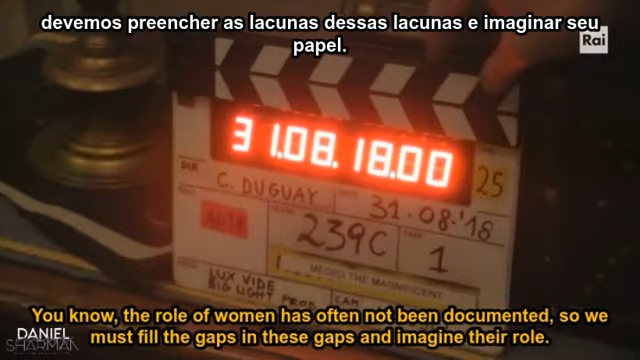 devemos preencher as lacunas dessas lacunas e imaginar seu
papel.
Rai
31.08.18.00
25
DIR
C. DUGUAY
31-08-'18
239C
1
MEDICI THE MAGNIFICENT
LUX VIDE
BIG LIGHT PROD.
CAM
You know, the role of women has often not been documented, so we
must fill the gaps in these gaps and imagine their role.
DANIEL
SHARMAN